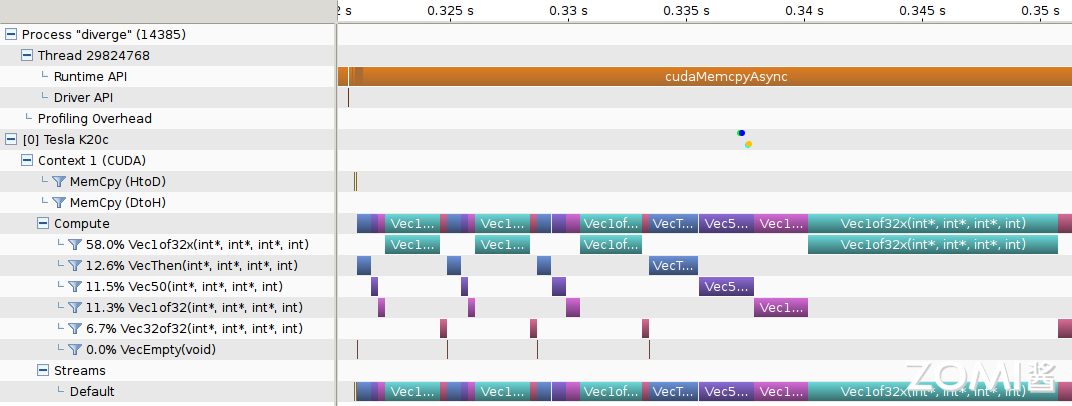 2 s 0.325 s 0.33 s 0.335 s 0.34 s 0.345 s 0.35 s
Process "diverge" (14385)
Thread 29824768
Runtime API cudaMemcpyAsync
Driver API
Profiling Overhead
[0] Tesla K20c
Context 1 (CUDA)
MemCpy (HtoD)
MemCpy (DtoH)
Compute Vec1... Vec1... Vec1of... VecT... Vec5... Vec1... Vec1of32x(int*, int*, int*, int)
58.0% Vec1of32x(int*, int*, int*, int) Vec1... Vec1... Vec1of... Vec1of32x(int*, int*, int*, int)
12.6% VecThen(int*, int*, int*, int) VecT...
11.5% Vec50(int*, int*, int*, int) Vec5...
11.3% Vec1of32(int*, int*, int*, int) Vec1...
6.7% Vec32of32(int*, int*, int*, int)
0.0% VecEmpty(void)
Streams
Default Vec1... Vec1... Vec1of... VecT... Vec5... Vec1... Vec1of32x(int*, int*, int*, int)
ZOMI酱